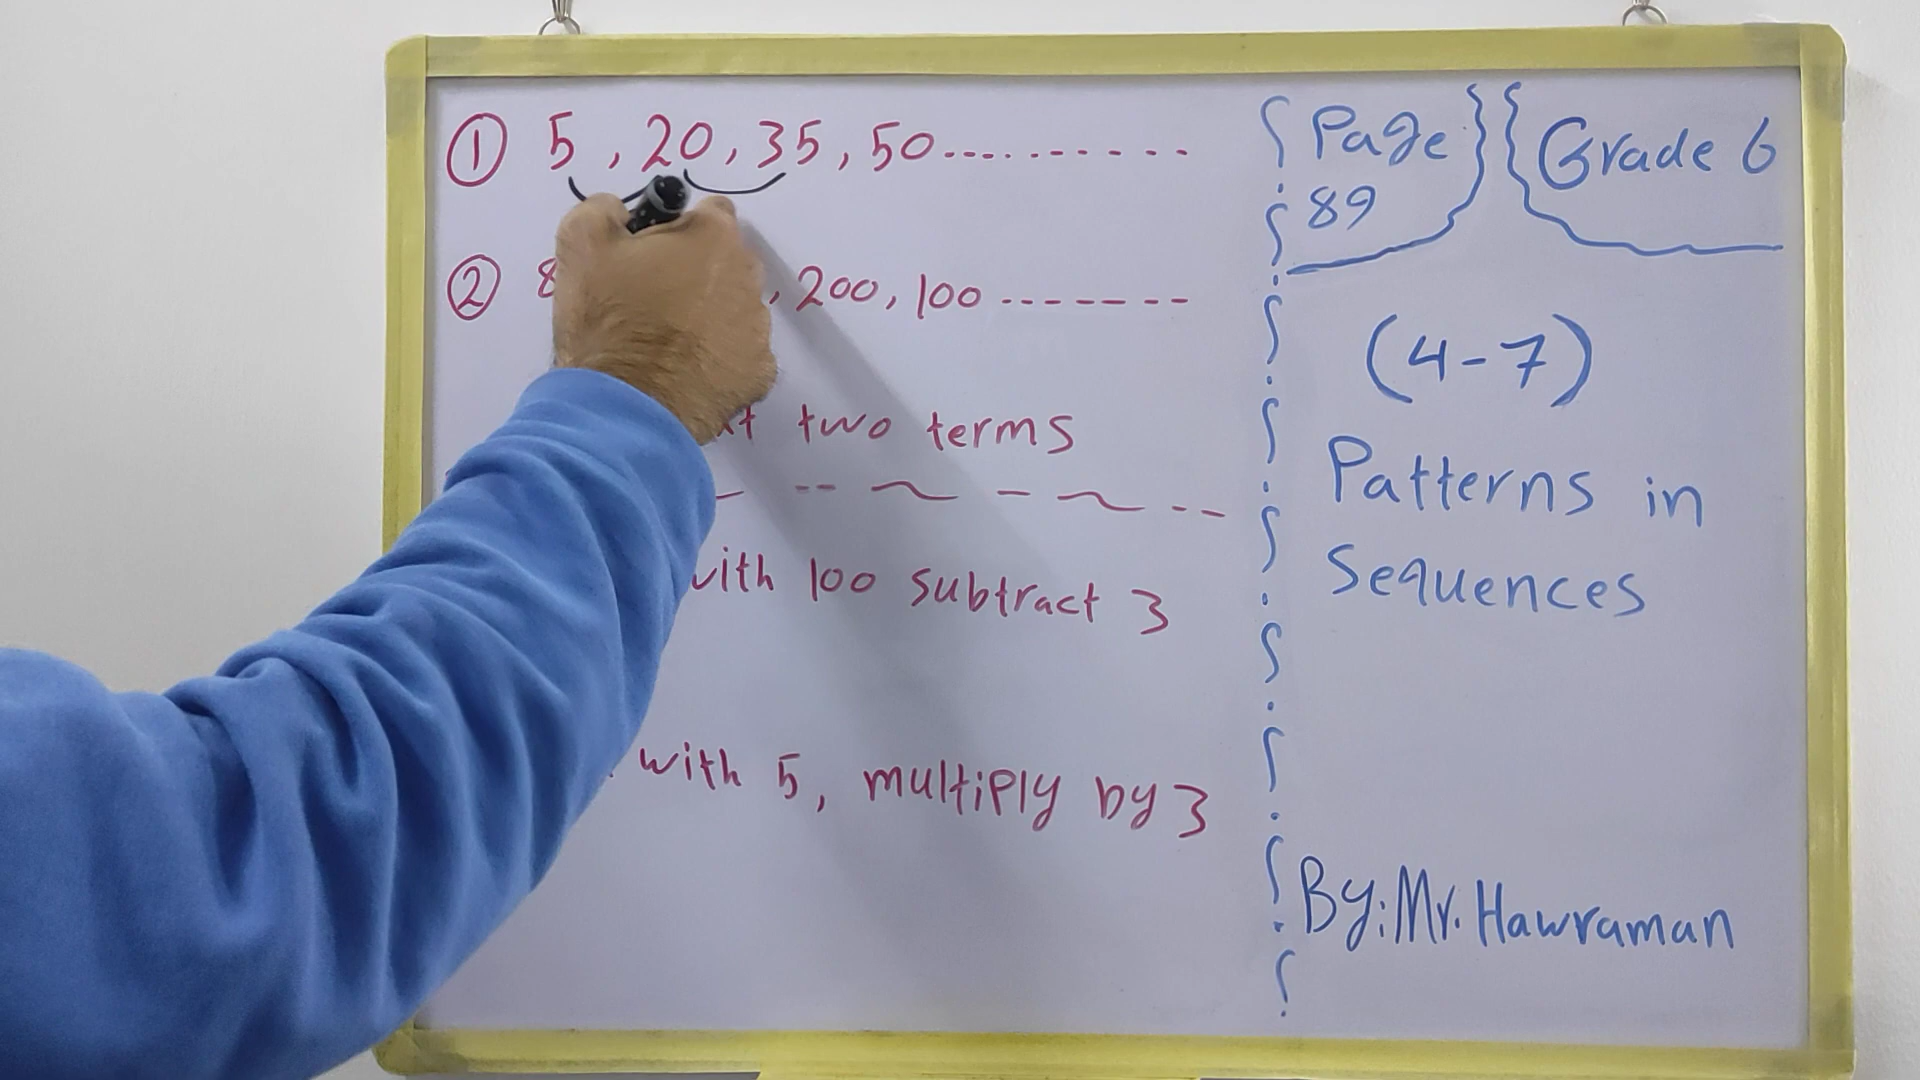 ① 5 , 20 , 35 , 50 ..........
② 8 , 200 , 100 -------
two terms
with 100 subtract 3
with 5 , multiply by 3
Page
89
Grade 6
(4-7)
Patterns in
Sequences
By: Mr. Hawraman